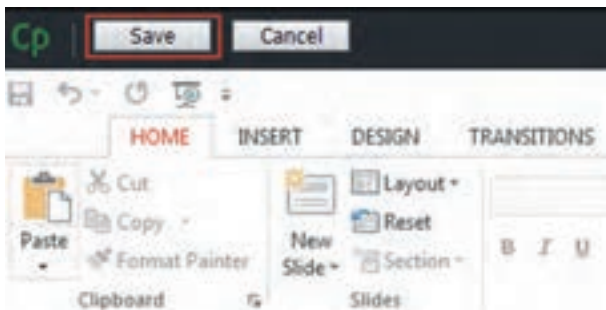 Cp Save Cancel
HOME INSERT DESIGN TRANSITIONS
Cut
Copy
Format Painter
Paste
Clipboard
New Slide
Layout
Reset
Section
Slides
B I U